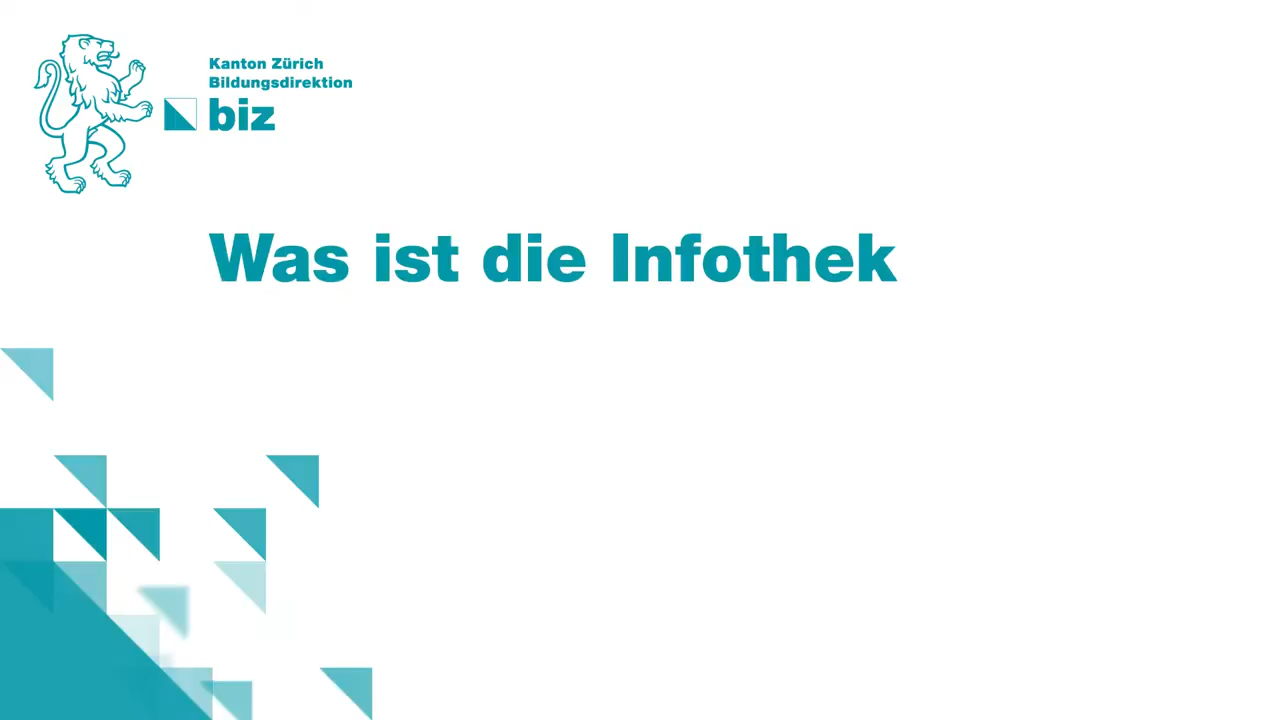 Kanton Zürich
Bildungsdirektion
biz
Was ist die Infothek